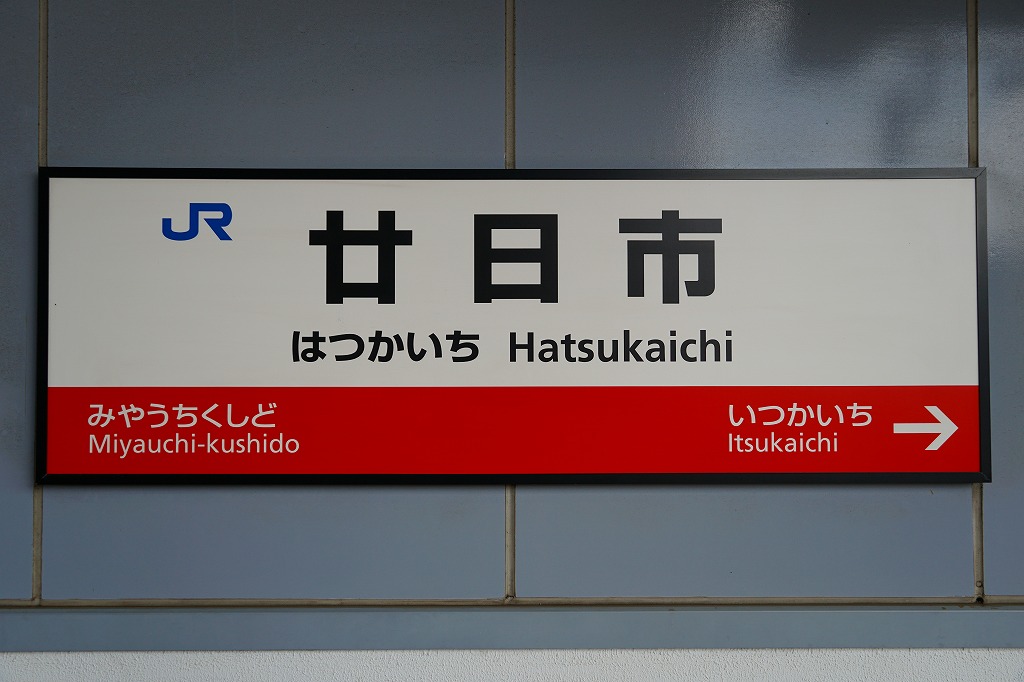 JR
廿日市
はつかいち Hatsukaichi
みやうちくしど いつかいち →
Miyauchi-kushido Itsukaichi